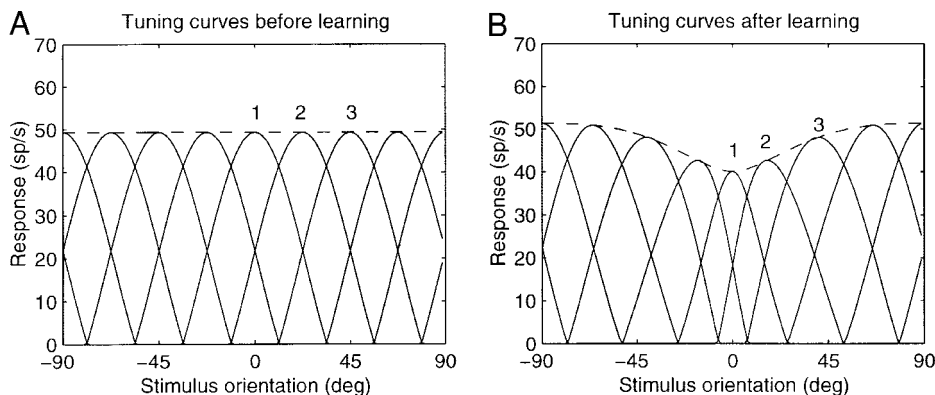 A
Tuning curves before learning
70
60
50
40
30
20
10
0
Response (sp/s)
1 2 3
−90 −45 0 45 90
Stimulus orientation (deg)
B
Tuning curves after learning
70
60
50
40
30
20
10
0
Response (sp/s)
1 2 3
−90 −45 0 45 90
Stimulus orientation (deg)